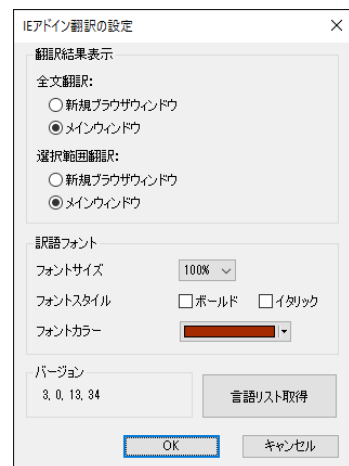 IEアドイン翻訳の設定
翻訳結果表示
全文翻訳:
新規ブラウザウィンドウ
メインウィンドウ
選択範囲翻訳:
新規ブラウザウィンドウ
メインウィンドウ
訳語フォント
フォントサイズ 100%
フォントスタイル ボールド イタリック
フォントカラー
バージョン
3, 0, 13, 34
言語リスト取得
OK キャンセル